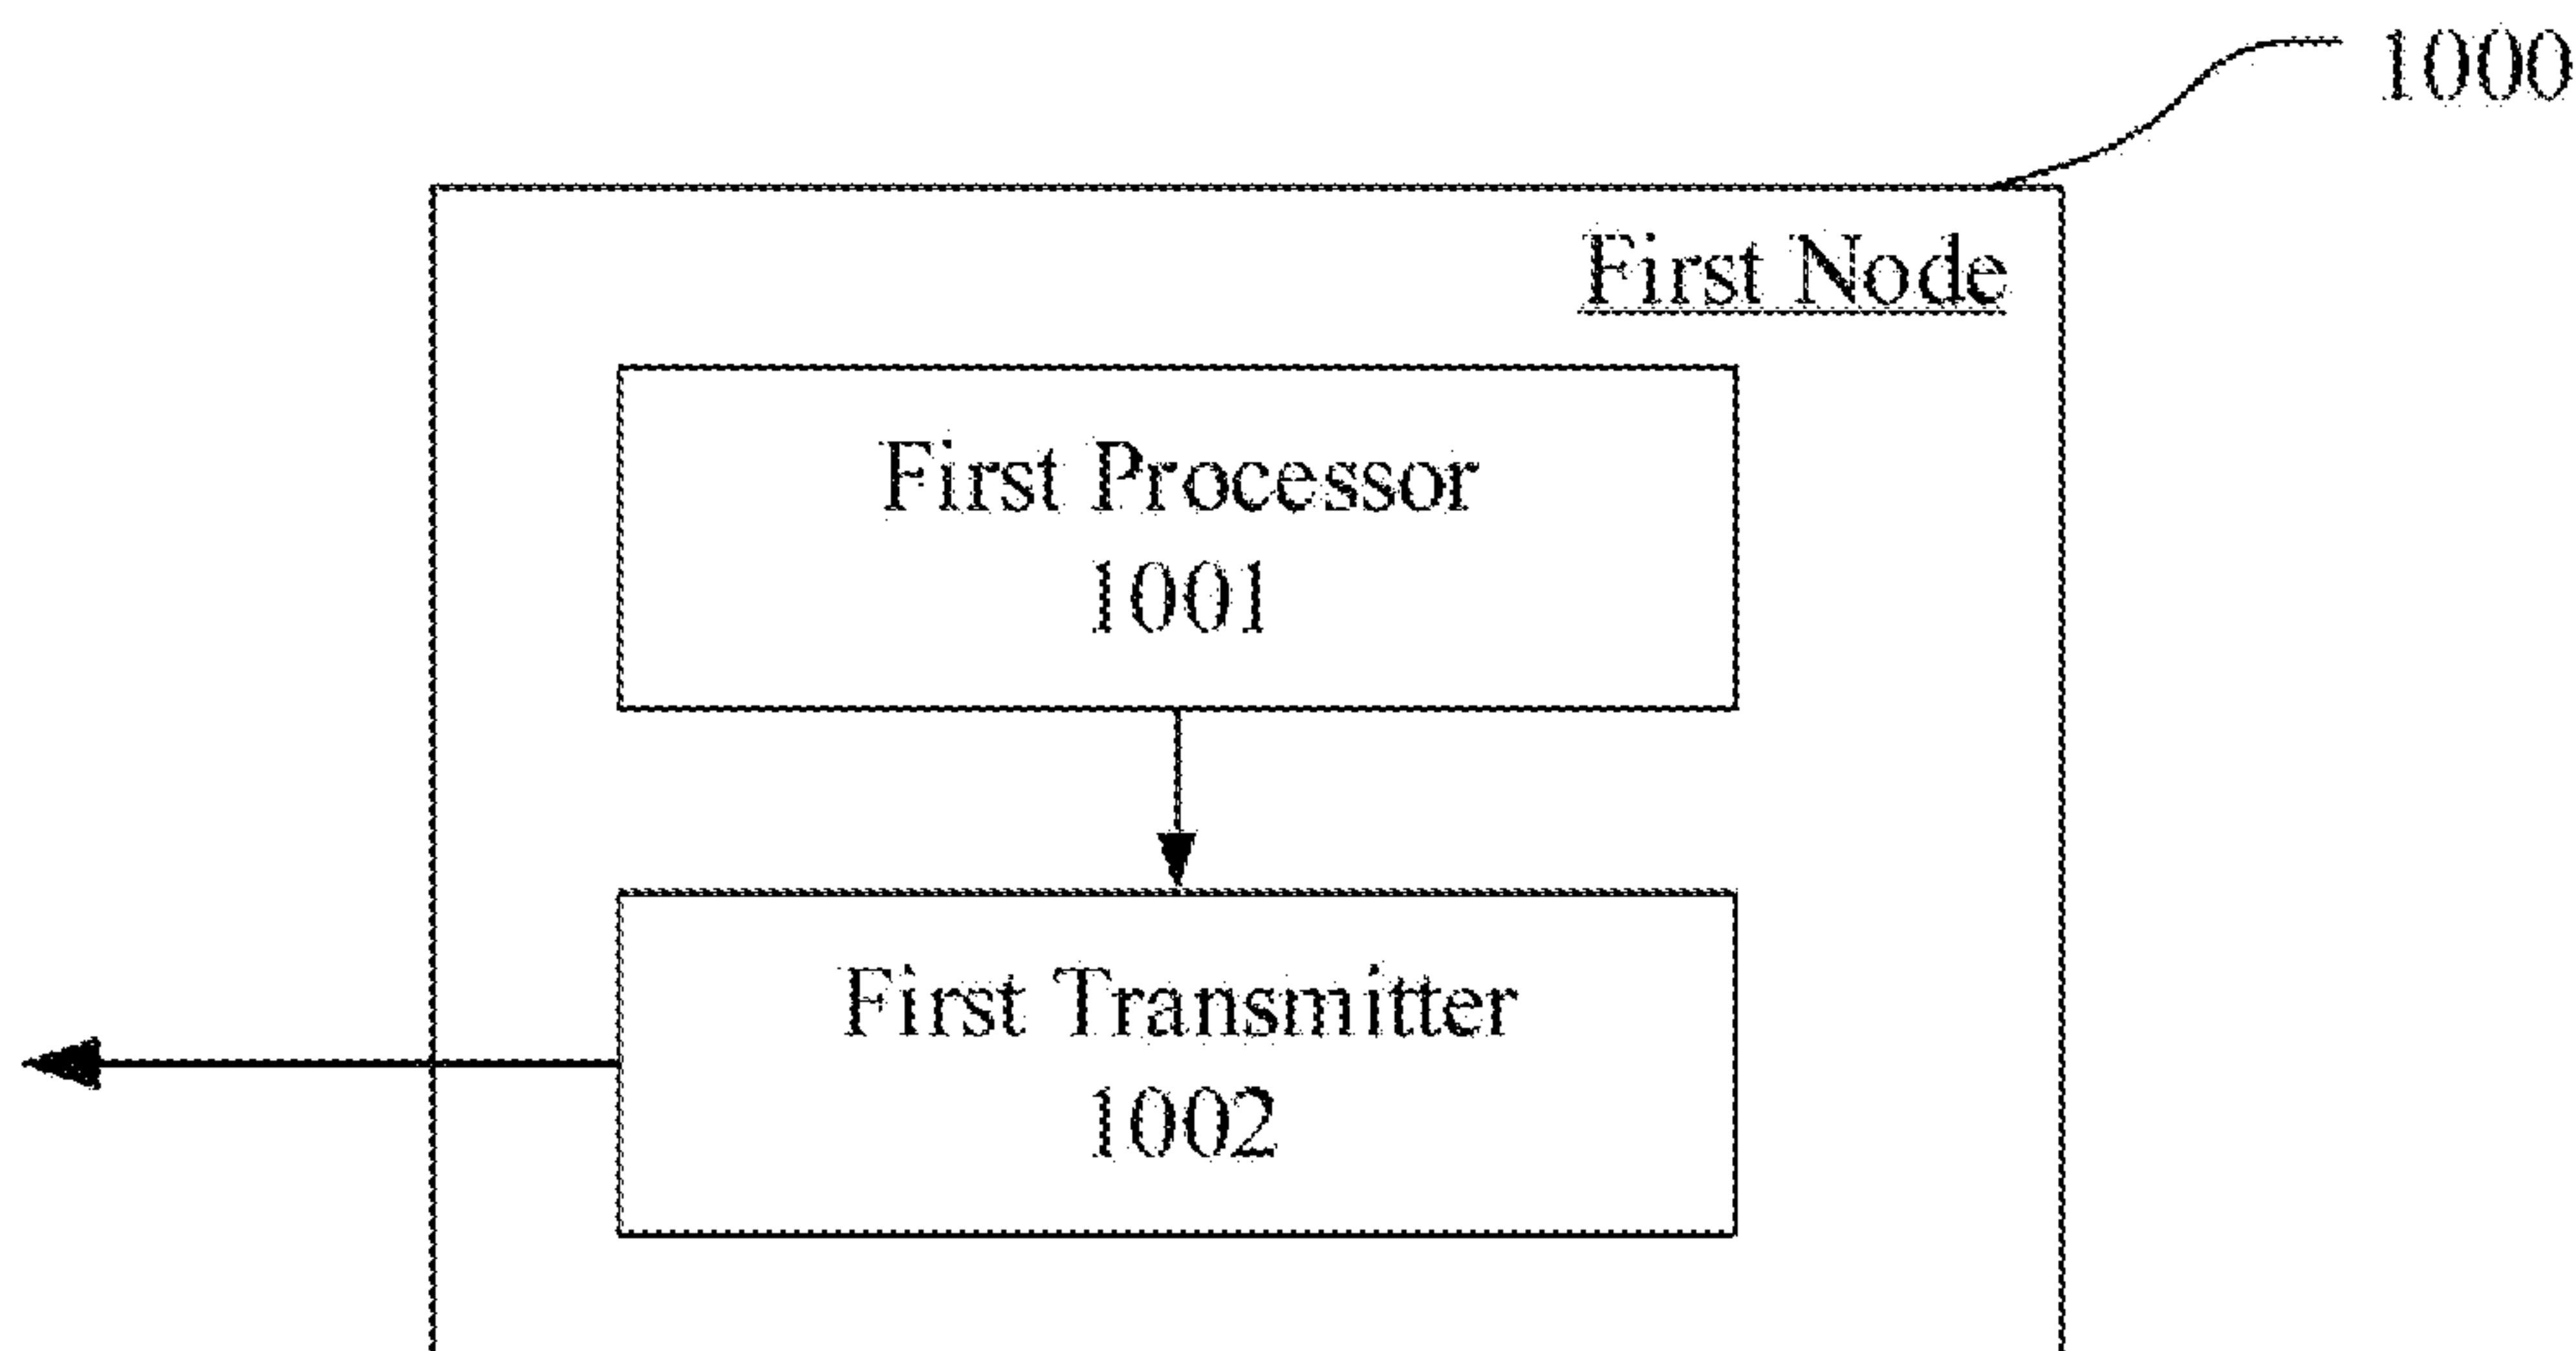 1000
First Node
First Processor
1001
First Transmitter
1002